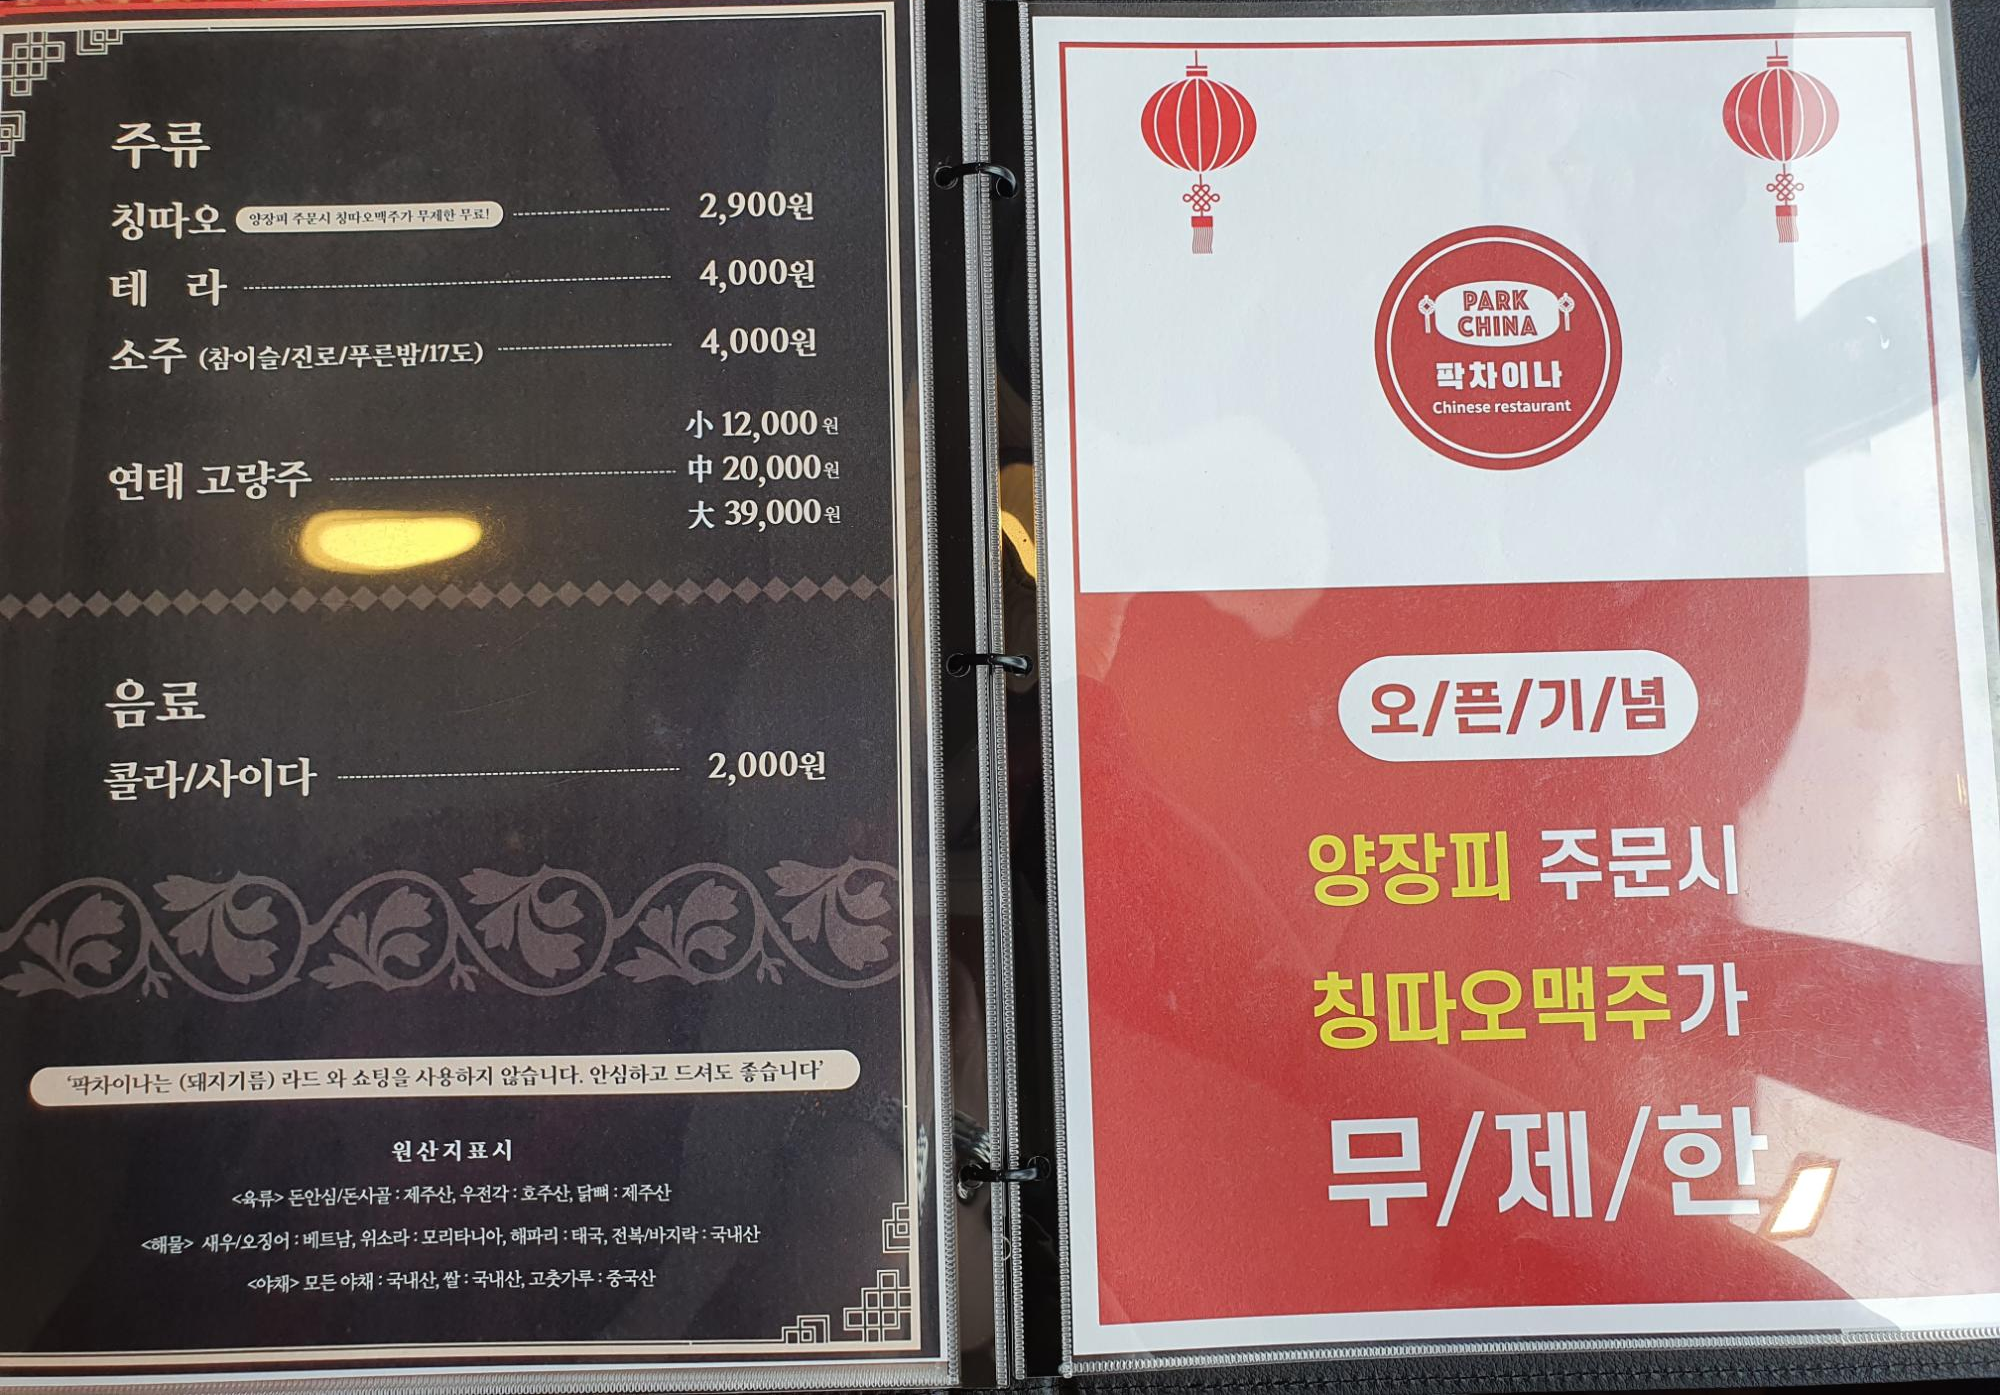 주류
칭따오 양장피 주문시 칭따오맥주가 무제한 무료! 2,900원
테 라 4,000원
소주 (참이슬/진로/푸른밤/17도) 4,000원
小 12,000원
연태 고량주 中 20,000원
大 39,000원
음료
콜라/사이다 2,000원
'팍차이나는 (돼지기름) 라드 와 쇼팅을 사용하지 않습니다. 안심하고 드셔도 좋습니다'
원산지표시
<육류> 돈안심/돈사골 : 제주산, 우전각 : 호주산, 닭뼈 : 제주산
<해물> 새우/오징어 : 베트남, 위소라 : 모리타니아, 해파리 : 태국, 전복/바지락 : 국내산
<야채> 모든 야채 : 국내산, 쌀 : 국내산, 고춧가루 : 중국산
PARK
CHINA
팍차이나
Chinese restaurant
오/픈/기/념
양장피 주문시
칭따오맥주가
무/제/한